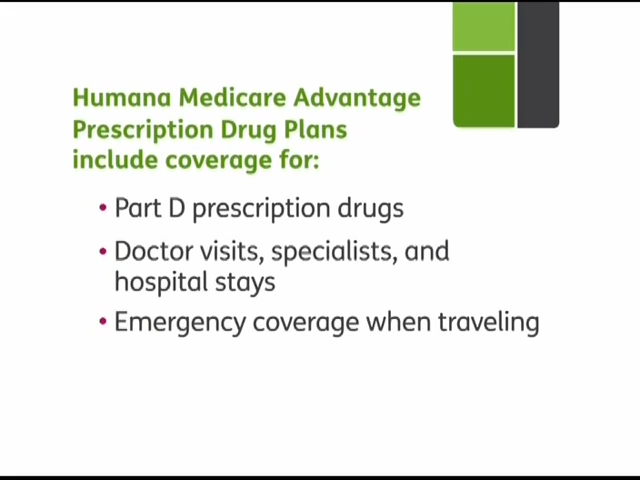 Humana Medicare Advantage
Prescription Drug Plans
include coverage for:
• Part D prescription drugs
• Doctor visits, specialists, and
hospital stays
• Emergency coverage when traveling